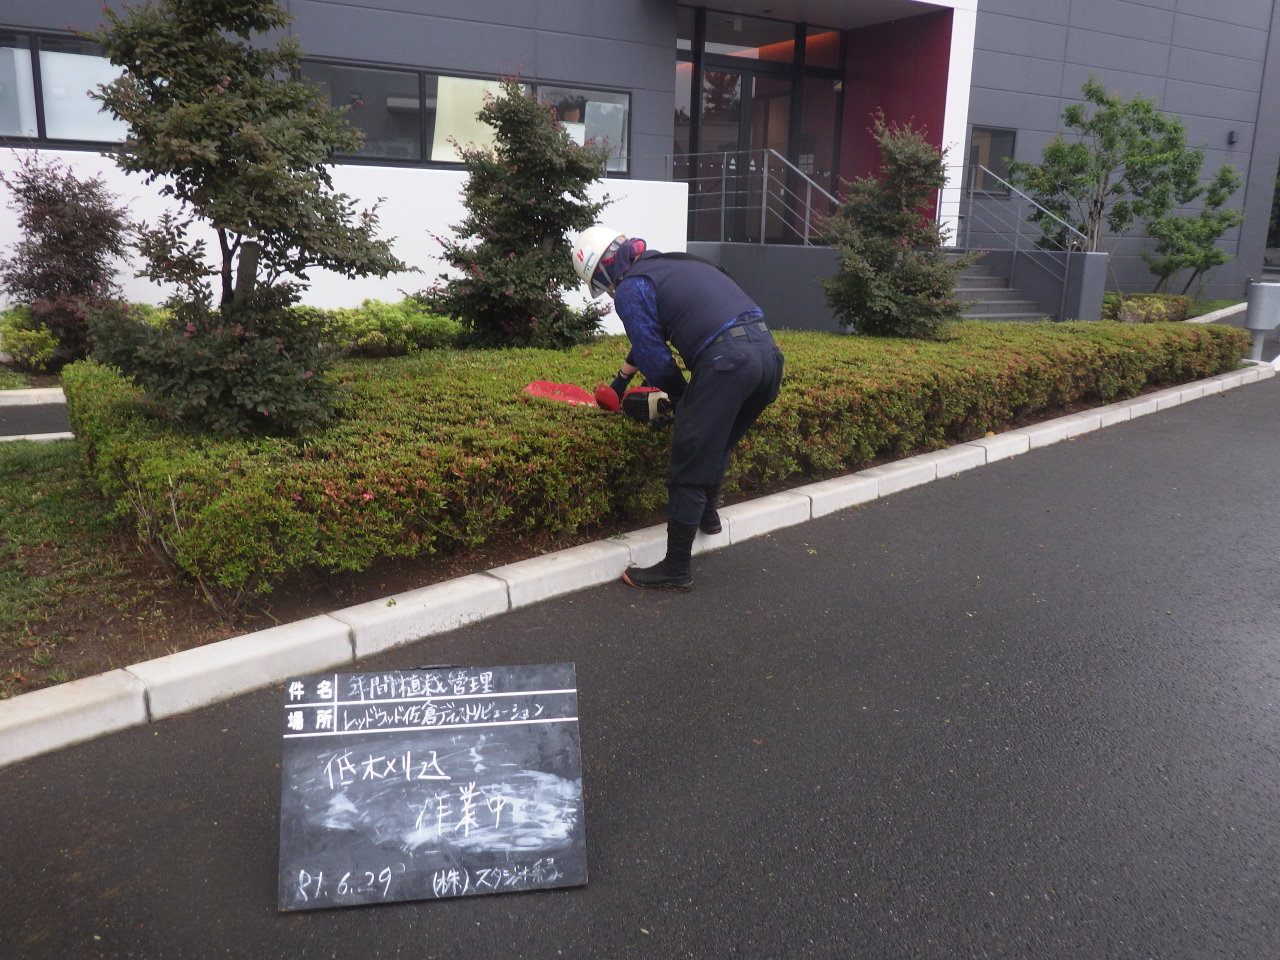 件名 年間植栽管理
場所 レッドウッド佐倉ディストリビューション
低木刈込
作業中
R1.6.29 (株)スタジオ